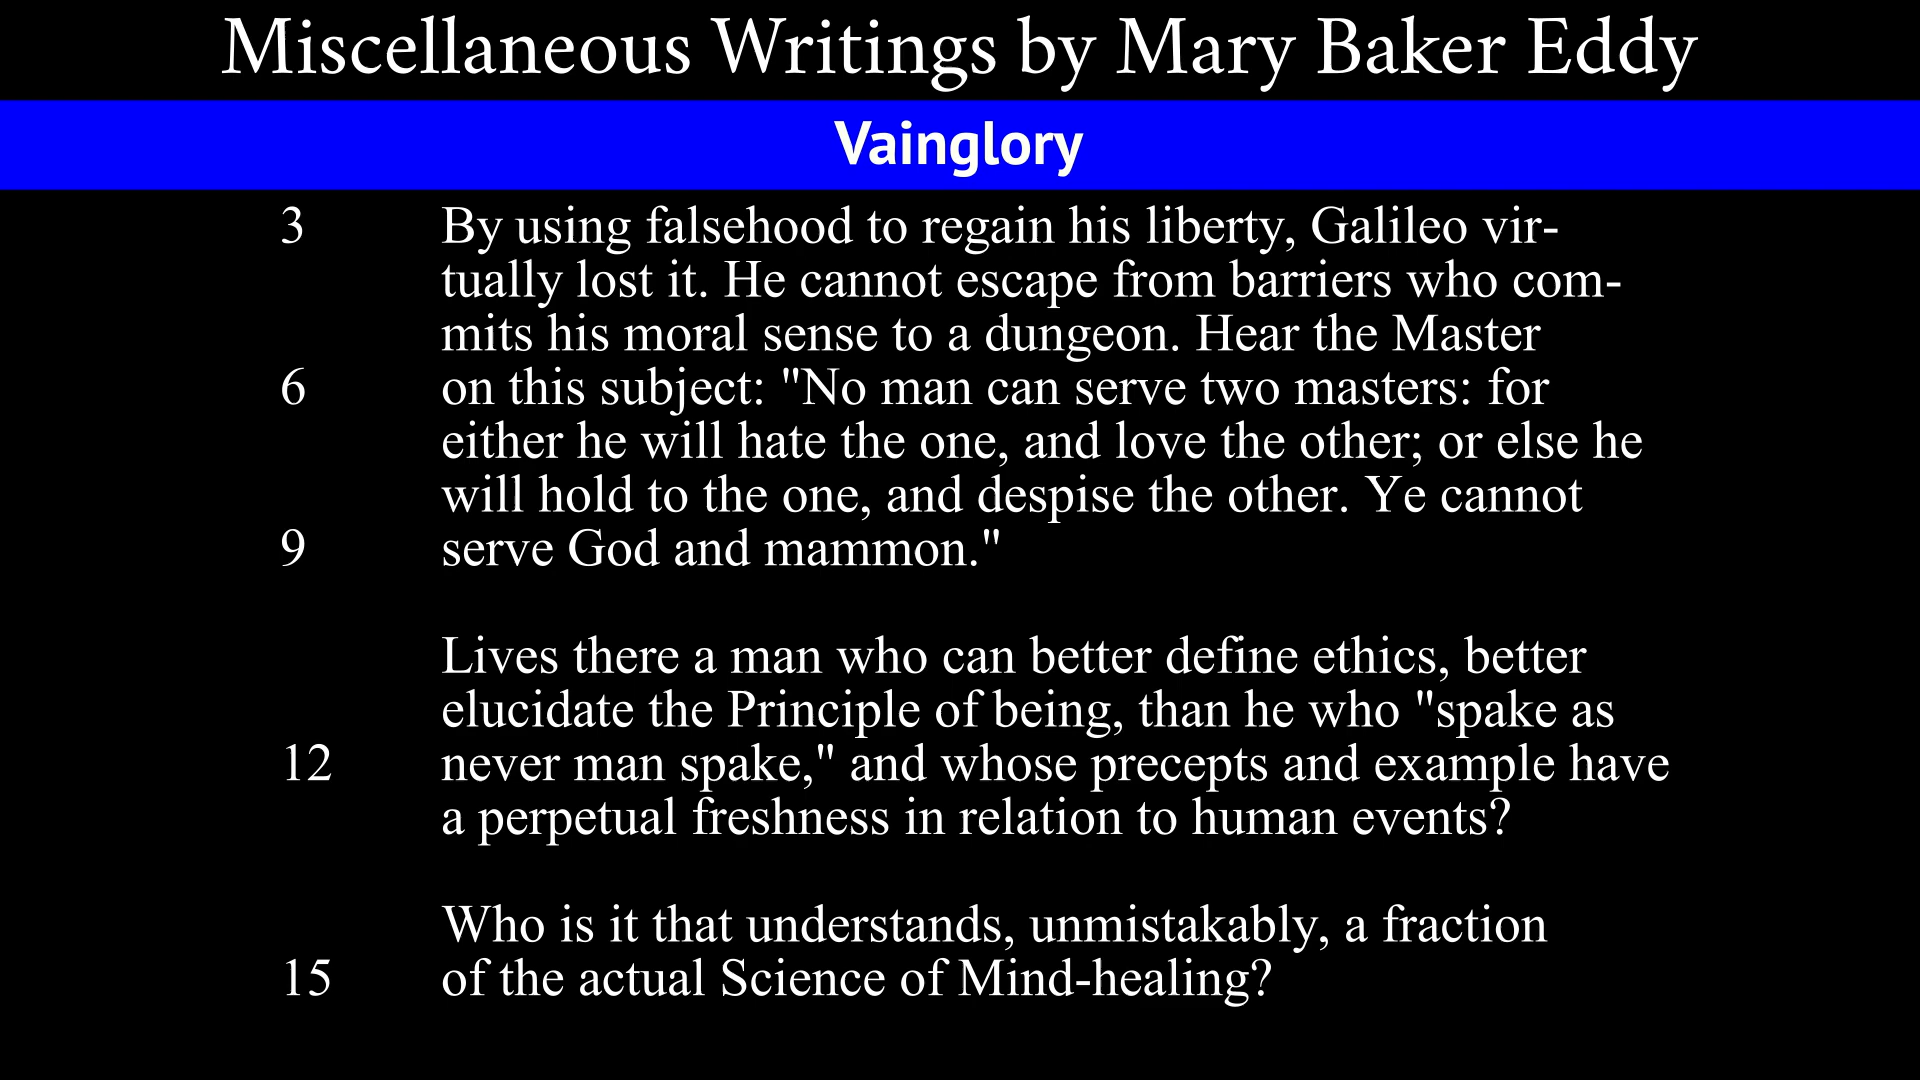 Miscellaneous Writings by Mary Baker Eddy
Vainglory
3 By using falsehood to regain his liberty, Galileo vir-
tually lost it. He cannot escape from barriers who com-
mits his moral sense to a dungeon. Hear the Master
6 on this subject: "No man can serve two masters: for
either he will hate the one, and love the other; or else he
will hold to the one, and despise the other. Ye cannot
9 serve God and mammon."
Lives there a man who can better define ethics, better
elucidate the Principle of being, than he who "spake as
12 never man spake," and whose precepts and example have
a perpetual freshness in relation to human events?
Who is it that understands, unmistakably, a fraction
15 of the actual Science of Mind-healing?